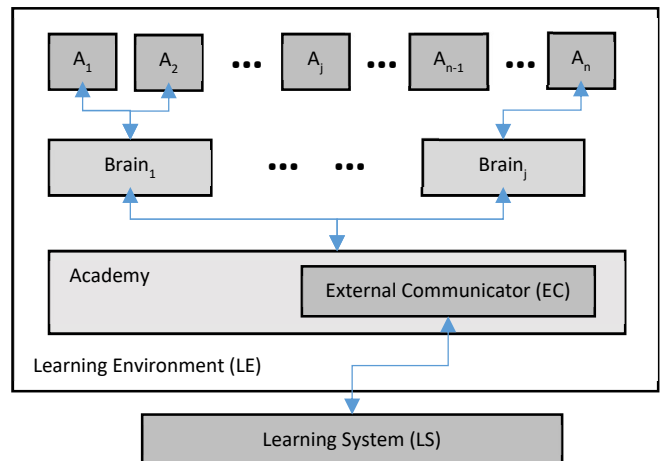 A1 A2 ... Aj ... An-1 ... An
Brain1 ... ... Brainj
Academy
External Communicator (EC)
Learning Environment (LE)
Learning System (LS)